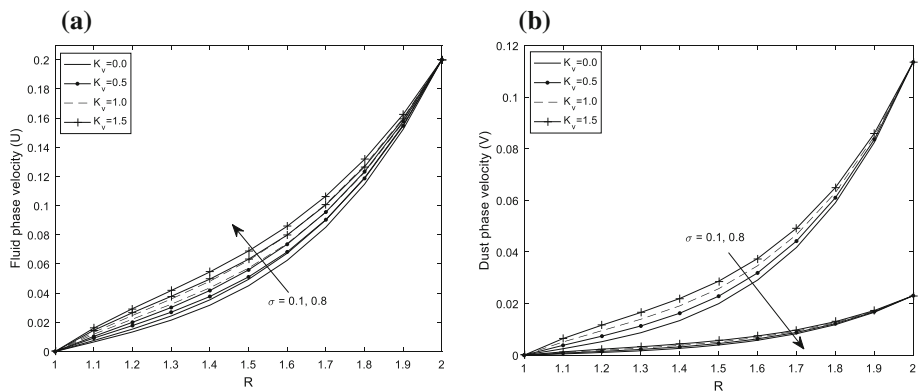 (a)
K_v=0.0
K_v=0.5
K_v=1.0
K_v=1.5
Fluid phase velocity (U)
0.2
0.18
0.16
0.14
0.12
0.1
0.08
0.06
0.04
0.02
0
σ = 0.1, 0.8
1 1.1 1.2 1.3 1.4 1.5 1.6 1.7 1.8 1.9 2
R
(b)
K_v=0.0
K_v=0.5
K_v=1.0
K_v=1.5
Dust phase velocity (V)
0.12
0.1
0.08
0.06
0.04
0.02
0
σ = 0.1, 0.8
1 1.1 1.2 1.3 1.4 1.5 1.6 1.7 1.8 1.9 2
R